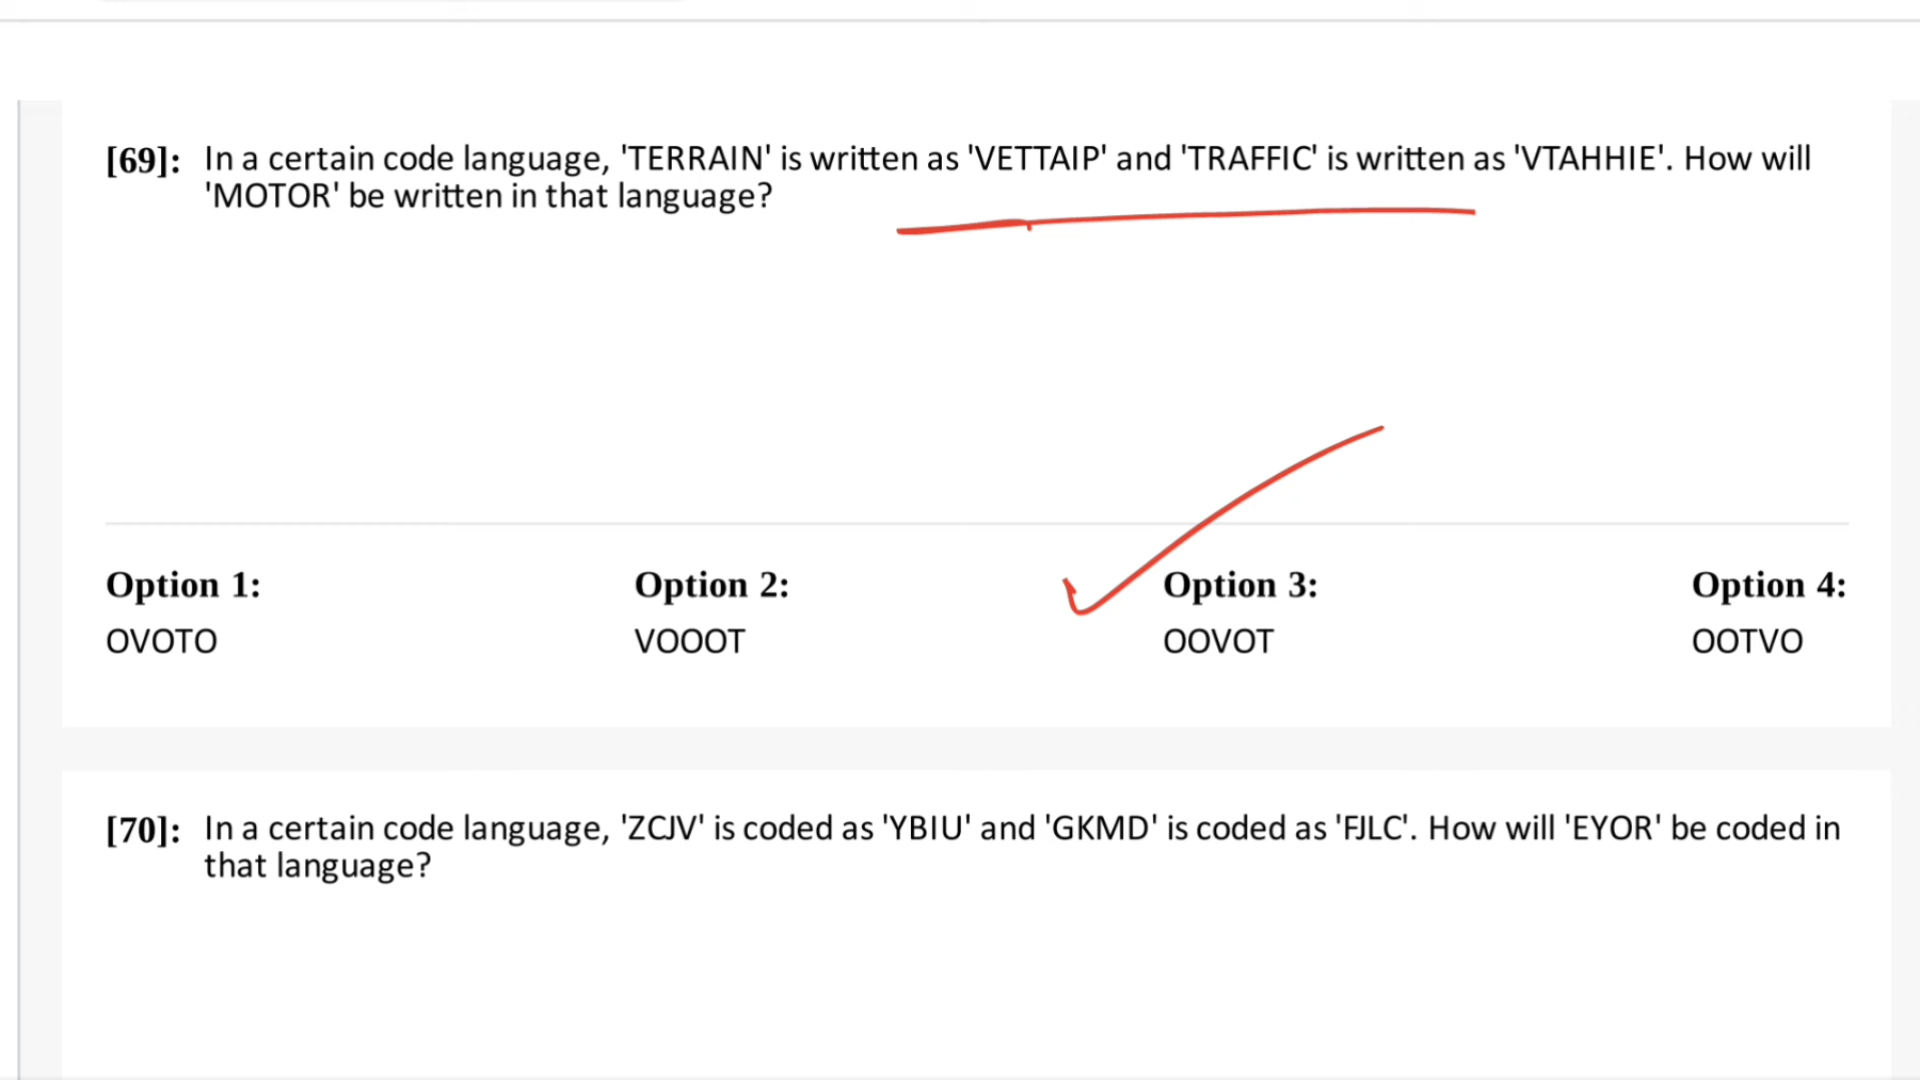 [69]: In a certain code language, 'TERRAIN' is written as 'VETTAIP' and 'TRAFFIC' is written as 'VTAHHIE'. How will
'MOTOR' be written in that language?
Option 1: Option 2: Option 3: Option 4:
OVOTO VOOOT OOVOT OOTVO
[70]: In a certain code language, 'ZCJV' is coded as 'YBIU' and 'GKMD' is coded as 'FJLC'. How will 'EYOR' be coded in
that language?